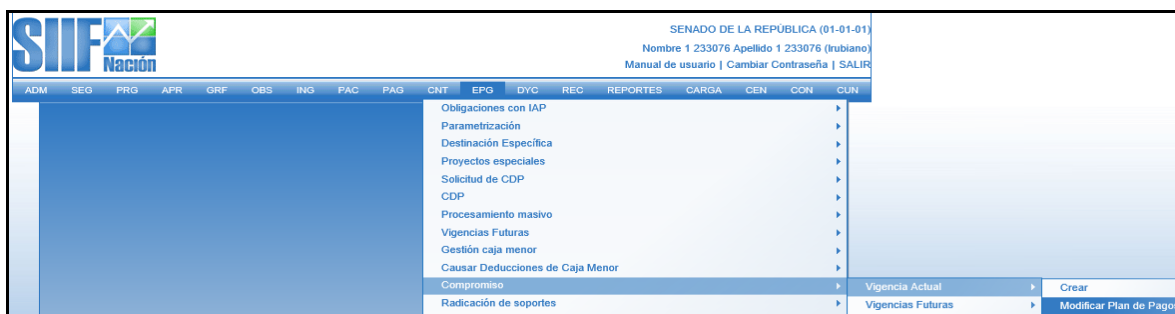 SIIF
Nación
SENADO DE LA REPÚBLICA (01-01-01)
Nombre 1 233076 Apellido 1 233076 (lrubiano)
Manual de usuario | Cambiar Contraseña | SALIR
ADM SEG PRG APR GRF OBS ING PAC PAG CNT EPG DYC REC REPORTES CARGA CEN CON CUN
Obligaciones con IAP
Parametrización
Destinación Específica
Proyectos especiales
Solicitud de CDP
CDP
Procesamiento masivo
Vigencias Futuras
Gestión caja menor
Causar Deducciones de Caja Menor
Compromiso Vigencia Actual Crear
Radicación de soportes Vigencias Futuras Modificar Plan de Pagos